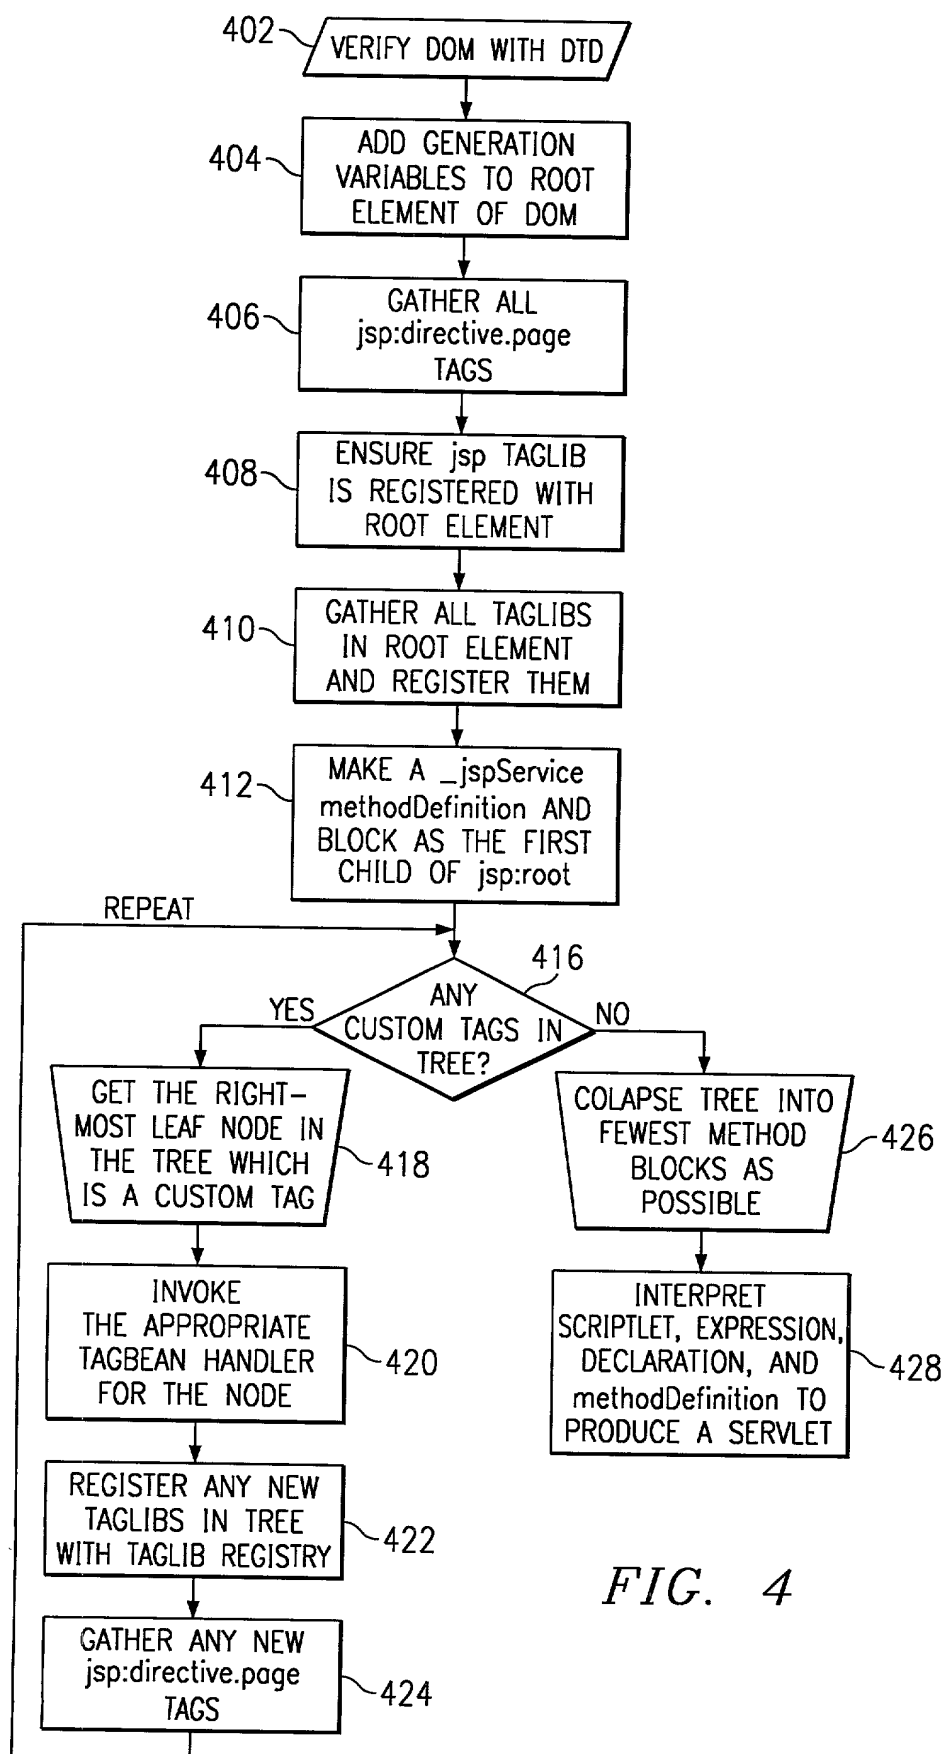 402
VERIFY DOM WITH DTD
404
ADD GENERATION
VARIABLES TO ROOT
ELEMENT OF DOM
406
GATHER ALL
jsp:directive.page
TAGS
408
ENSURE jsp TAGLIB
IS REGISTERED WITH
ROOT ELEMENT
410
GATHER ALL TAGLIBS
IN ROOT ELEMENT
AND REGISTER THEM
412
MAKE A _jspService
methodDefinition AND
BLOCK AS THE FIRST
CHILD OF jsp:root
REPEAT
416
ANY
CUSTOM TAGS IN
TREE?
YES
NO
GET THE RIGHT-
MOST LEAF NODE IN
THE TREE WHICH
IS A CUSTOM TAG
418
COLAPSE TREE INTO
FEWEST METHOD
BLOCKS AS
POSSIBLE
426
INVOKE
THE APPROPRIATE
TAGBEAN HANDLER
FOR THE NODE
420
INTERPRET
SCRIPTLET, EXPRESSION,
DECLARATION, AND
methodDefinition TO
PRODUCE A SERVLET
428
REGISTER ANY NEW
TAGLIBS IN TREE
WITH TAGLIB REGISTRY
422
GATHER ANY NEW
jsp:directive.page
TAGS
424
FIG. 4